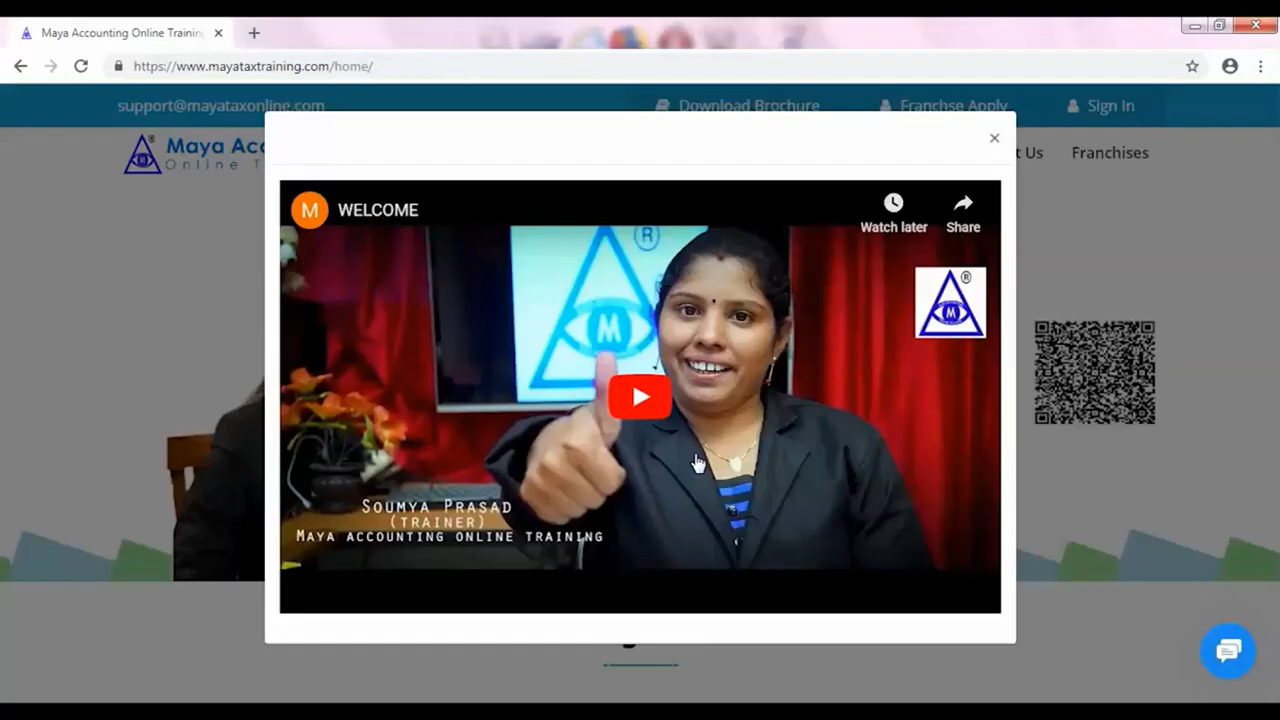 Maya Accounting Online Trainin
https://www.mayataxtraining.com/home/
support@mayataxonline.com
Download Brochure
Franchse Apply
Sign In
Maya Acc
Online T
t Us
Franchises
M
WELCOME
Watch later
Share
®
M
®
M
SOUMYA PRASAD
(TRAINER)
MAYA ACCOUNTING ONLINE TRAINING